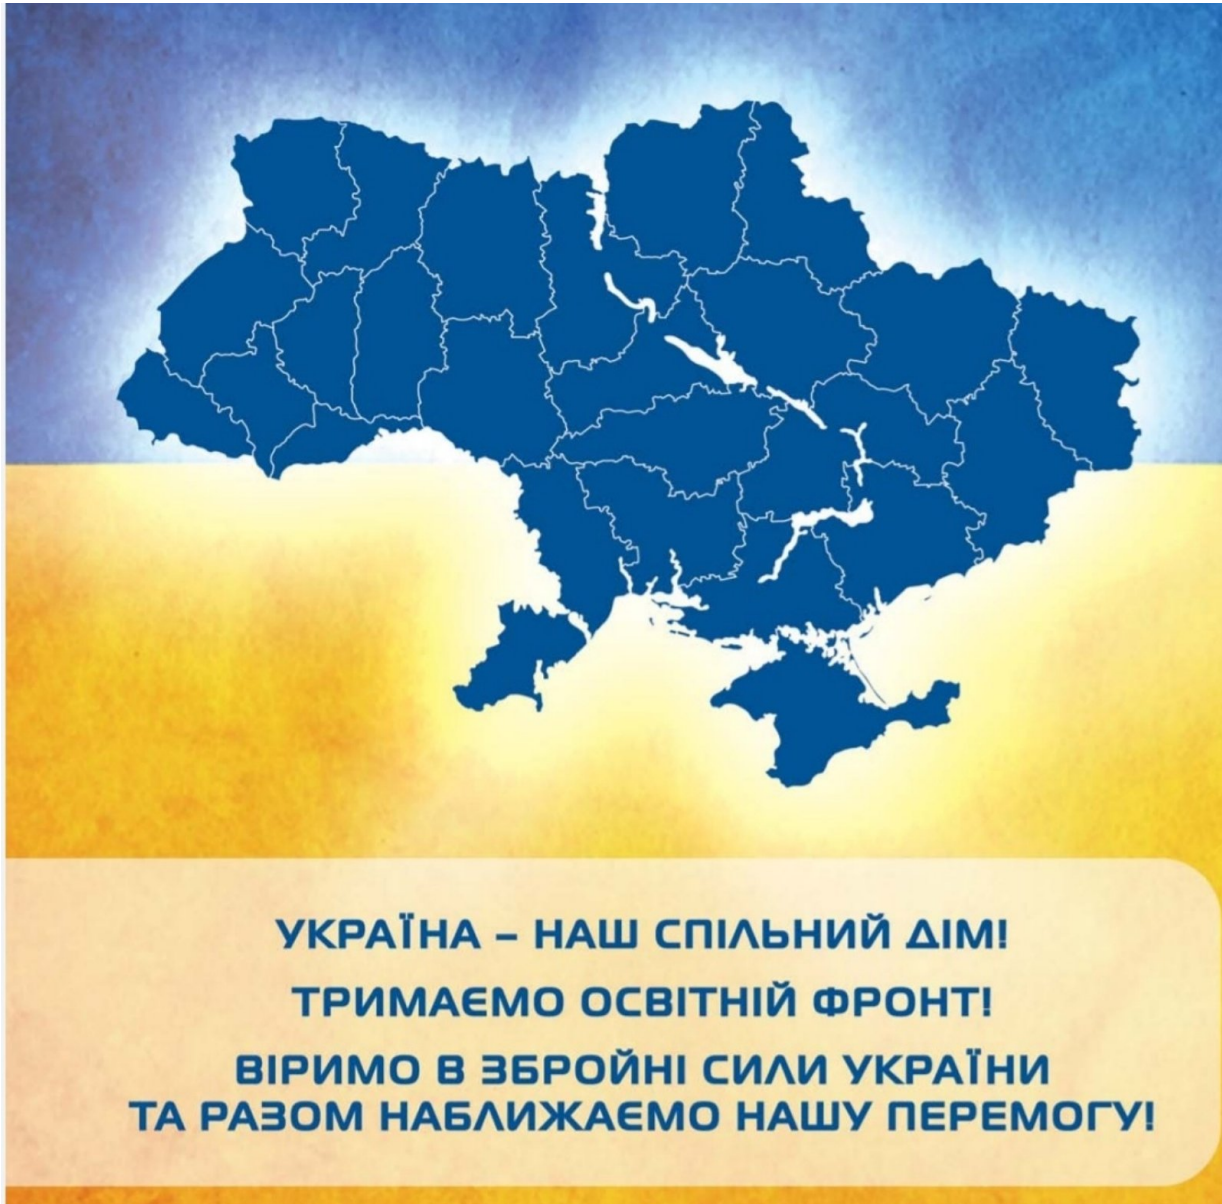 УКРАЇНА – НАШ СПІЛЬНИЙ ДІМ!
ТРИМАЄМО ОСВІТНІЙ ФРОНТ!
ВІРИМО В ЗБРОЙНІ СИЛИ УКРАЇНИ
ТА РАЗОМ НАБЛИЖАЄМО НАШУ ПЕРЕМОГУ!